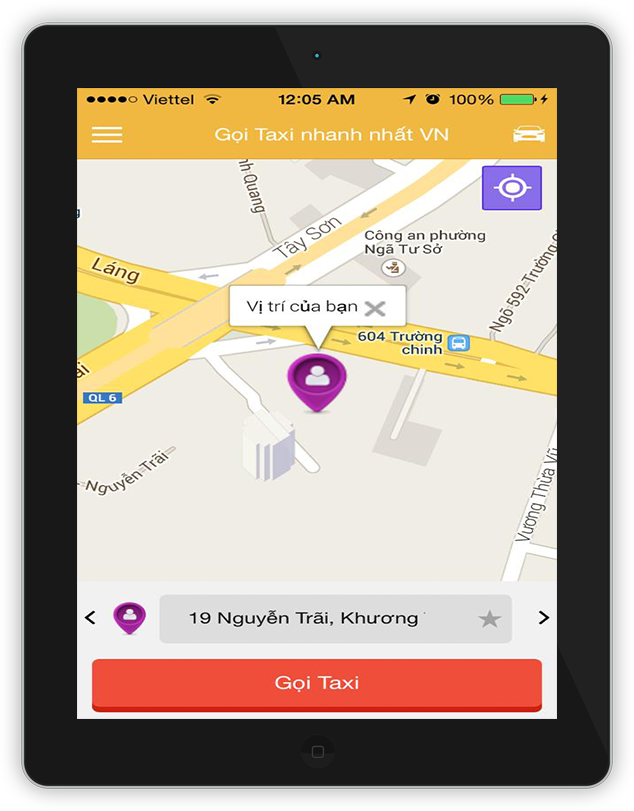 Viettel
12:05 AM
100%
Gọi Taxi nhanh nhất VN
Quang
Tây Sơn
Công an phường
Ngã Tư Sở
Láng
Ngõ 592-Trường
Vị trí của bạn
604 Trường
chinh
QL 6
Nguyễn Trãi
Vương Thừa Vũ
19 Nguyễn Trãi, Khương
Gọi Taxi